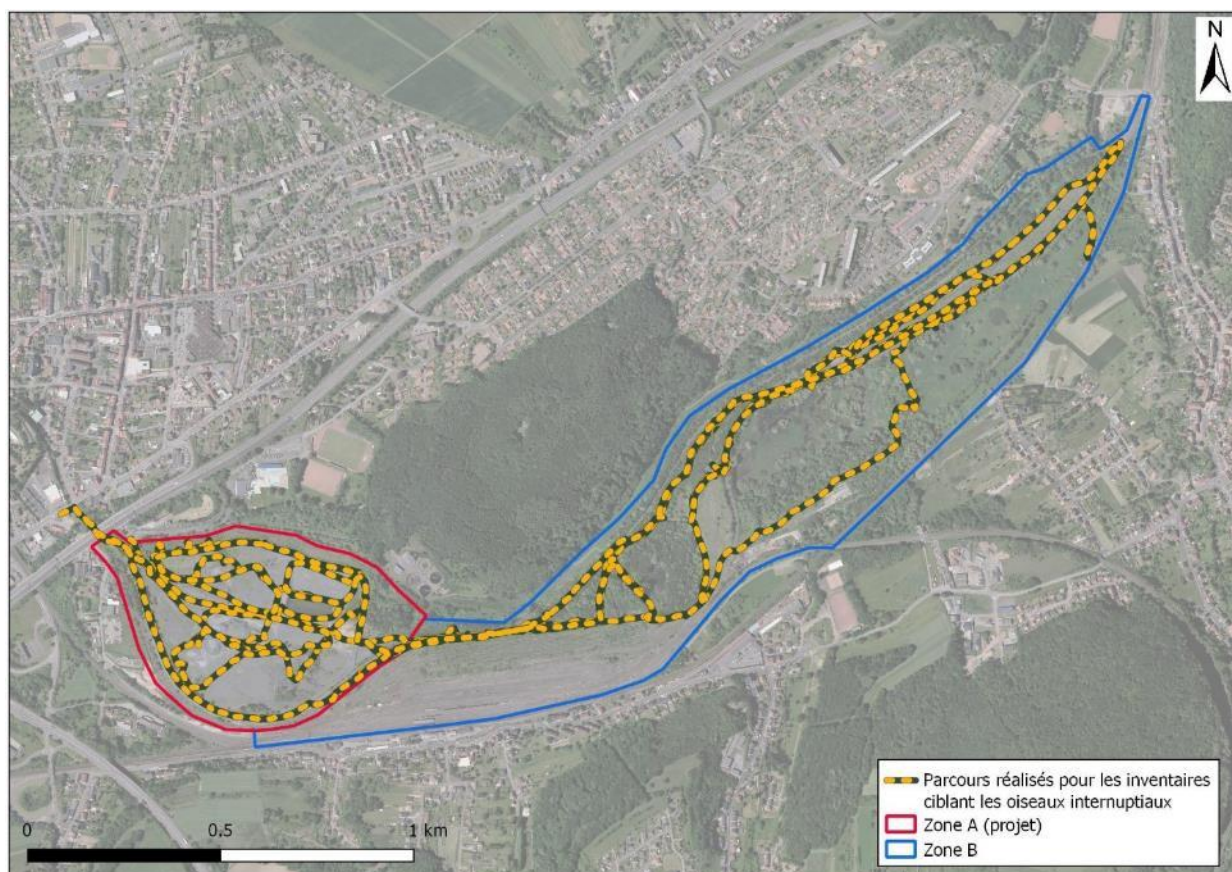 N
Parcours réalisés pour les inventaires
ciblant les oiseaux internuptiaux
Zone A (projet)
Zone B
0 0.5 1 km